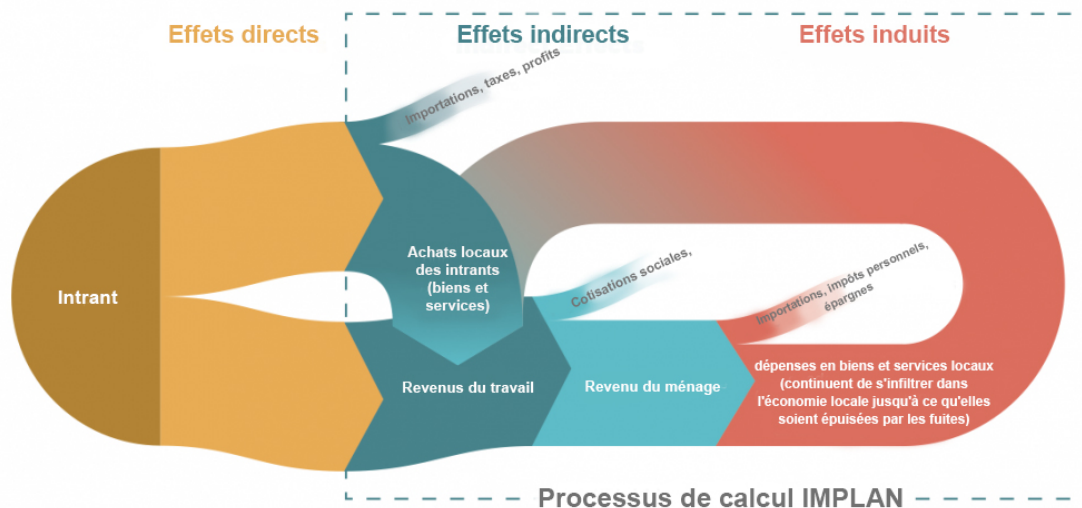 Effets directs
Effets indirects
Effets induits
Importations, taxes, profits
Intrant
Achats locaux
des intrants
(biens et
services)
Cotisations sociales,
Importations, impôts personnels,
épargnes
Revenus du travail
Revenu du ménage
dépenses en biens et services locaux
(continuent de s'infiltrer dans
l'économie locale jusqu'à ce qu'elles
soient épuisées par les fuites)
Processus de calcul IMPLAN